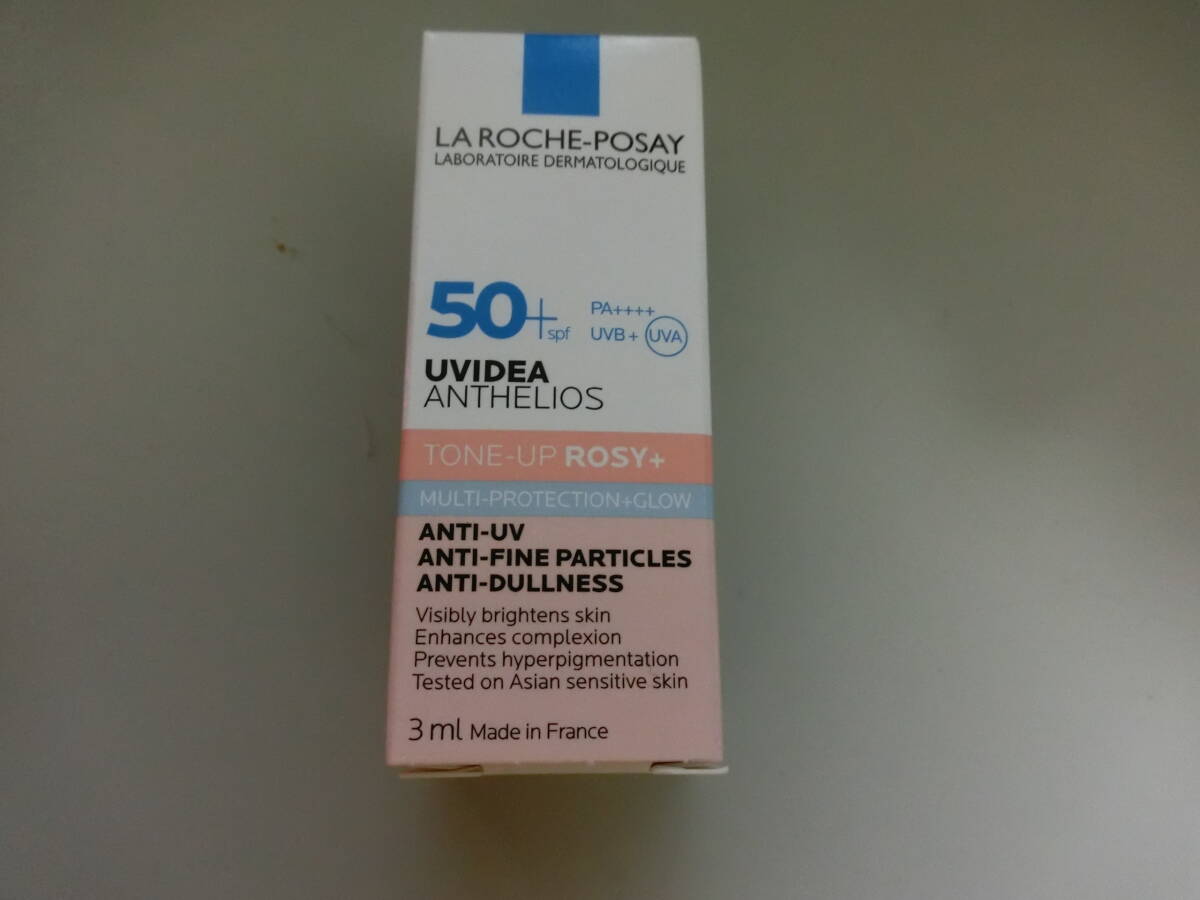 LA ROCHE-POSAY
LABORATOIRE DERMATOLOGIQUE
50+spf
PA++++
UVB + UVA
UVIDEA
ANTHELIOS
TONE-UP ROSY+
MULTI-PROTECTION+GLOW
ANTI-UV
ANTI-FINE PARTICLES
ANTI-DULLNESS
Visibly brightens skin
Enhances complexion
Prevents hyperpigmentation
Tested on Asian sensitive skin
3 ml Made in France